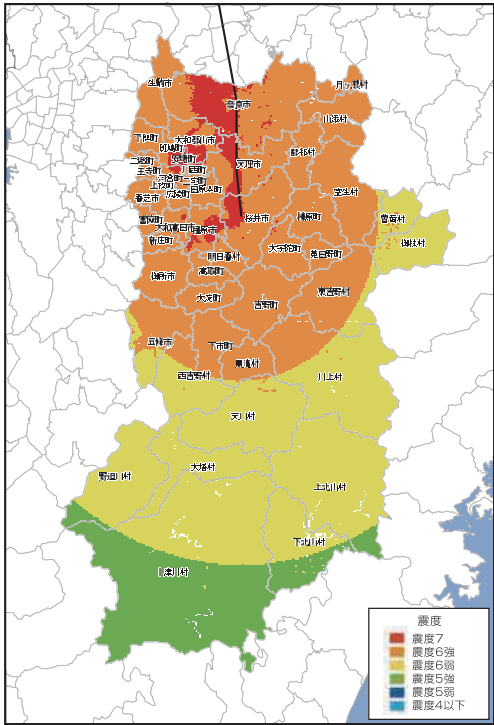 生駒市
奈良市
月ヶ瀬村
山添村
大和郡山市
都祁村
斑鳩町
安堵町
天理市
三郷町
王寺町
川西町
河合町
三宅町
上牧町
田原本町
広陵町
室生村
香芝市
桜井市
榛原町
曽爾村
當麻町
大和高田市
橿原市
新庄町
御杖村
明日香村
大宇陀町
菟田野町
高取町
御所市
東吉野村
大淀町
吉野町
五條市
下市町
黒滝村
西吉野村
川上村
天川村
大塔村
野迫川村
上北山村
下北山村
十津川村
震度
震度7
震度6強
震度6弱
震度5強
震度5弱
震度4以下